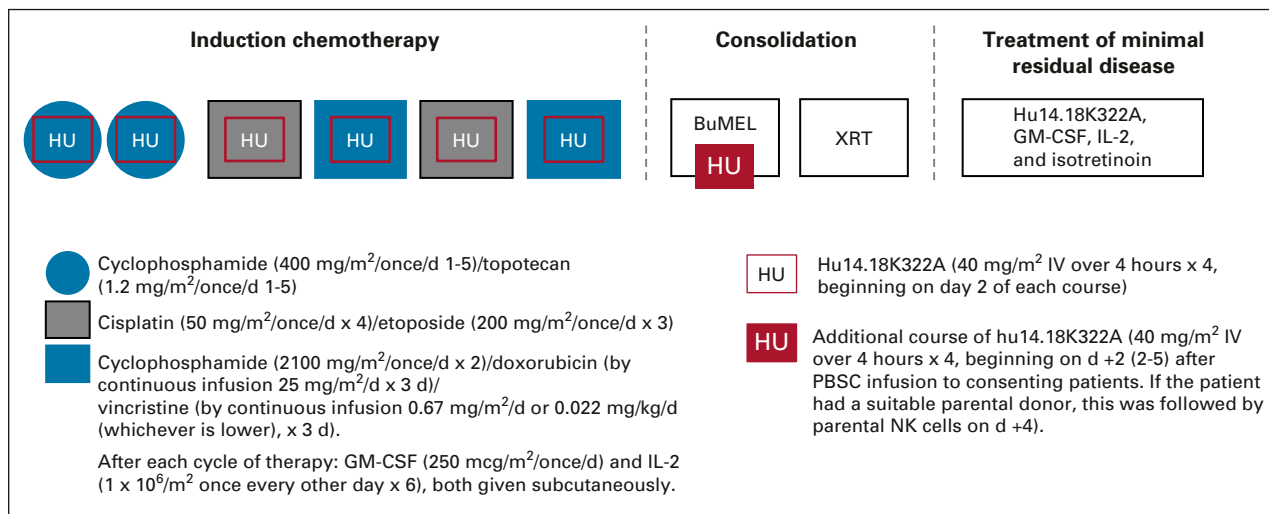 Induction chemotherapy
Consolidation
Treatment of minimal
residual disease
HU
HU
HU
HU
HU
HU
BuMEL
HU
XRT
Hu14.18K322A,
GM-CSF, IL-2,
and isotretinoin
Cyclophosphamide (400 mg/m²/once/d 1-5)/topotecan
(1.2 mg/m²/once/d 1-5)
Cisplatin (50 mg/m²/once/d x 4)/etoposide (200 mg/m²/once/d x 3)
Cyclophosphamide (2100 mg/m²/once/d x 2)/doxorubicin (by
continuous infusion 25 mg/m²/d x 3 d)/
vincristine (by continuous infusion 0.67 mg/m²/d or 0.022 mg/kg/d
(whichever is lower), x 3 d).
After each cycle of therapy: GM-CSF (250 mcg/m²/once/d) and IL-2
(1 x 10⁶/m² once every other day x 6), both given subcutaneously.
HU
Hu14.18K322A (40 mg/m² IV over 4 hours x 4,
beginning on day 2 of each course)
HU
Additional course of hu14.18K322A (40 mg/m² IV
over 4 hours x 4, beginning on d +2 (2-5) after
PBSC infusion to consenting patients. If the patient
had a suitable parental donor, this was followed by
parental NK cells on d +4).